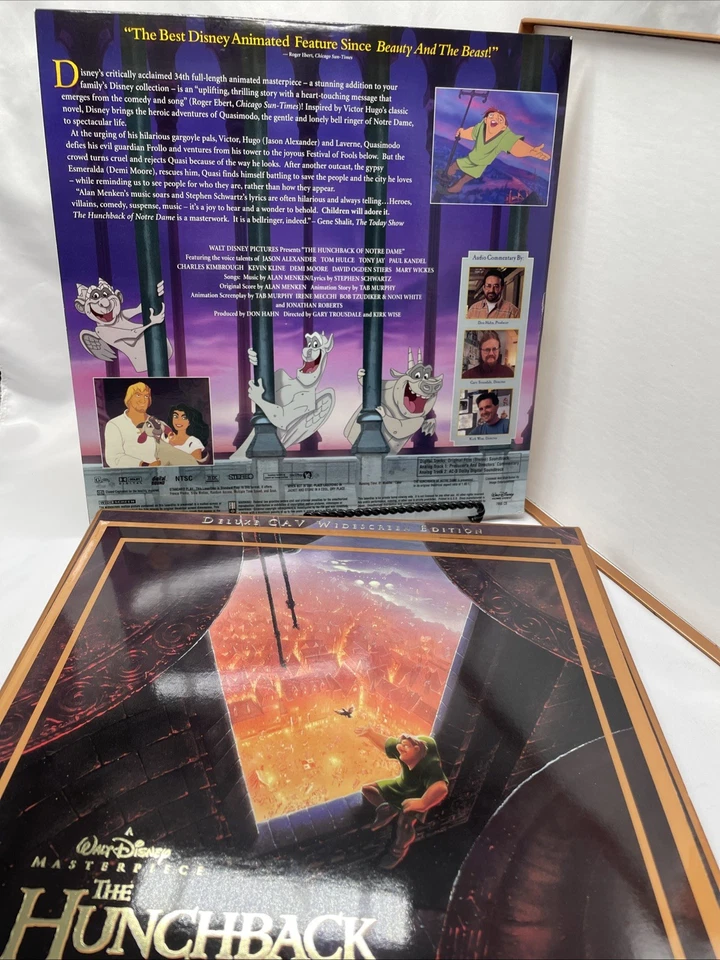 “The Best Disney Animated Feature Since Beauty And The Beast!”
— Roger Ebert, Chicago Sun-Times
Disney's critically acclaimed 34th full-length animated masterpiece – a stunning addition to your
family's Disney collection – is an “uplifting, thrilling story with a heart-touching message that
emerges from the comedy and song” (Roger Ebert, Chicago Sun-Times)! Inspired by Victor Hugo's classic
novel, Disney brings the heroic adventures of Quasimodo, the gentle and lonely bell ringer of Notre Dame,
to spectacular life.
At the urging of his hilarious gargoyle pals, Victor, Hugo (Jason Alexander) and Laverne, Quasimodo
defies his evil guardian Frollo and ventures from his tower to the joyous Festival of Fools below. But the
crowd turns cruel and rejects Quasi because of the way he looks. After another outcast, the gypsy
Esmeralda (Demi Moore), rescues him, Quasi finds himself battling to save the people and the city he loves
– while reminding us to see people for who they are, rather than how they appear.
“Alan Menken's music soars and Stephen Schwartz's lyrics are often hilarious and always telling...Heroes,
villains, comedy, suspense, music – it's a joy to hear and a wonder to behold. Children will adore it.
The Hunchback of Notre Dame is a masterwork. It is a bellringer, indeed.” – Gene Shalit, The Today Show
WALT DISNEY PICTURES Presents “THE HUNCHBACK OF NOTRE DAME”
Featuring the voice talents of JASON ALEXANDER TOM HULCE TONY JAY PAUL KANDEL
CHARLES KIMBROUGH KEVIN KLINE DEMI MOORE DAVID OGDEN STIERS MARY WICKES
Songs: Music by ALAN MENKEN/Lyrics by STEPHEN SCHWARTZ
Original Score by ALAN MENKEN Animation Story by TAB MURPHY
Animation Screenplay by TAB MURPHY IRENE MECCHI BOB TZUDIKER & NONI WHITE
and JONATHAN ROBERTS
Produced by DON HAHN Directed by GARY TROUSDALE and KIRK WISE
Audio Commentary By
Don Hahn, Producer
Gary Trousdale, Director
Kirk Wise, Director
NTSC
DELUXE CAV WIDESCREEN EDITION
A
WALT DISNEY
MASTERPIECE
THE
HUNCHBACK